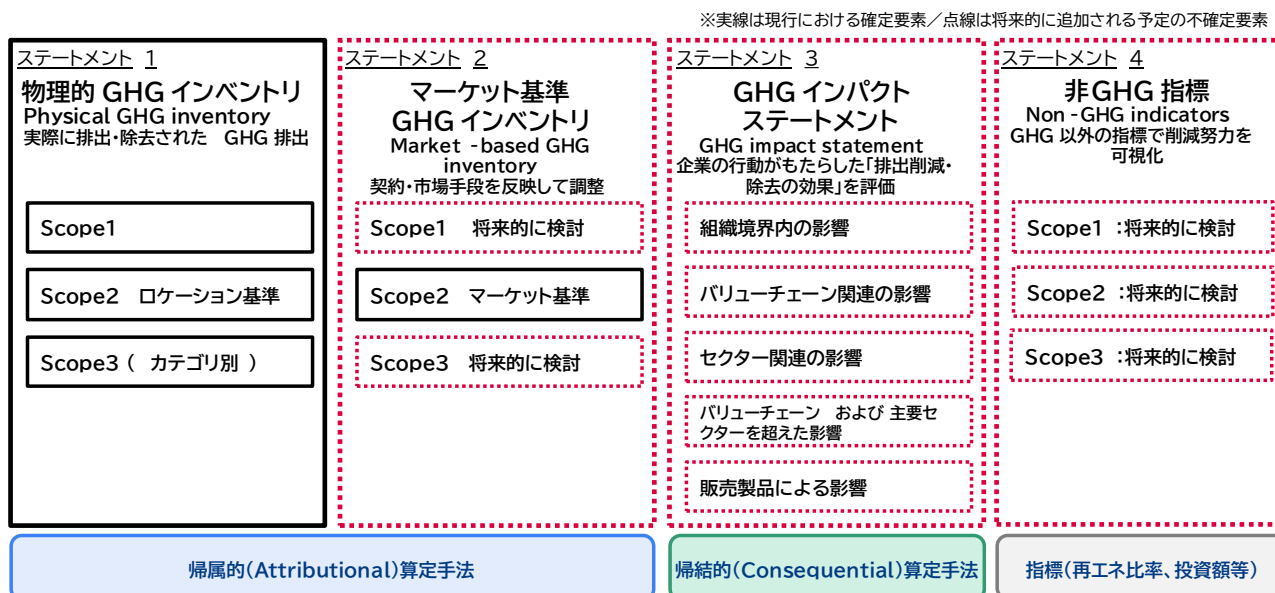 ※実線は現行における確定要素／点線は将来的に追加される予定の不確定要素
ステートメント 1
物理的 GHG インベントリ
Physical GHG inventory
実際に排出・除去された GHG 排出
Scope1
Scope2 ロケーション基準
Scope3 ( カテゴリ別 )
ステートメント 2
マーケット基準
GHG インベントリ
Market -based GHG
inventory
契約・市場手段を反映して調整
Scope1 将来的に検討
Scope2 マーケット基準
Scope3 将来的に検討
ステートメント 3
GHG インパクト
ステートメント
GHG impact statement
企業の行動がもたらした「排出削減・
除去の効果」を評価
組織境界内の影響
バリューチェーン関連の影響
セクター関連の影響
バリューチェーン および 主要セ
クターを超えた影響
販売製品による影響
ステートメント 4
非GHG 指標
Non -GHG indicators
GHG 以外の指標で削減努力を
可視化
Scope1 :将来的に検討
Scope2 :将来的に検討
Scope3 :将来的に検討
帰属的(Attributional)算定手法
帰結的(Consequential)算定手法
指標(再エネ比率、投資額等)